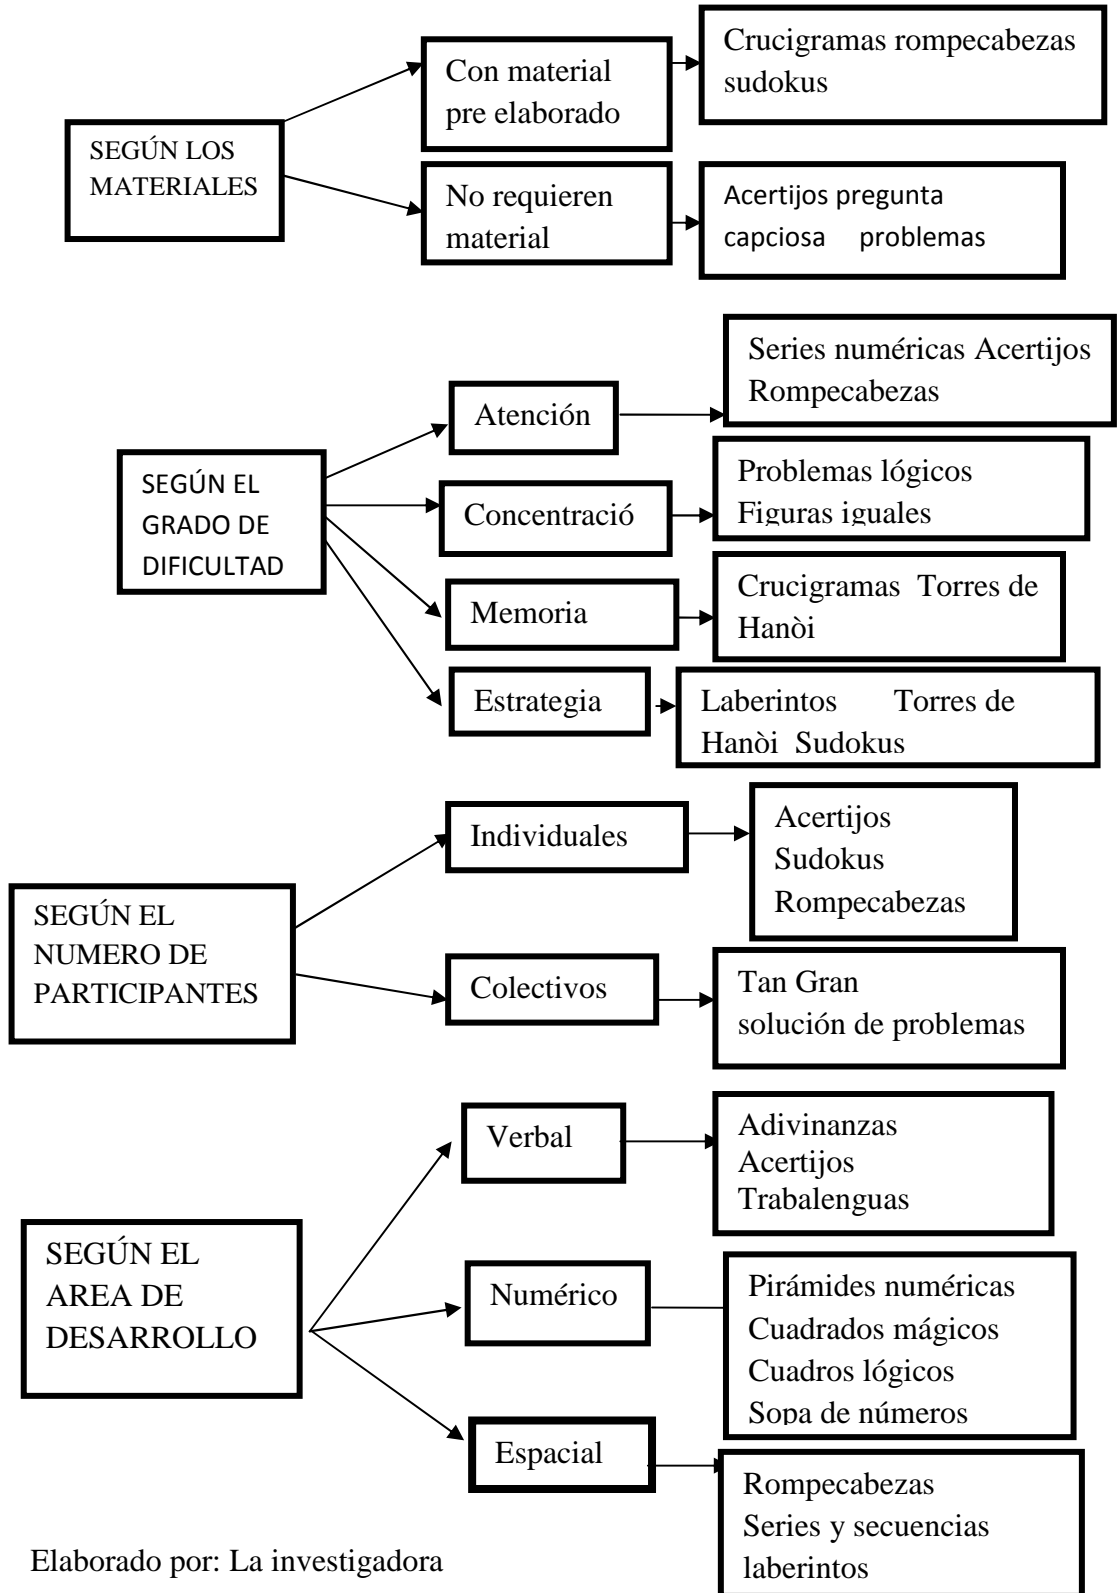 SEGÚN LOS
MATERIALES
Con material
pre elaborado
Crucigramas rompecabezas
sudokus
No requieren
material
Acertijos pregunta
capciosa problemas
SEGÚN EL
GRADO DE
DIFICULTAD
Atención
Series numéricas Acertijos
Rompecabezas
Concentració
Problemas lógicos
Figuras iguales
Memoria
Crucigramas Torres de
Hanòi
Estrategia
Laberintos Torres de
Hanòi Sudokus
SEGÚN EL
NUMERO DE
PARTICIPANTES
Individuales
Acertijos
Sudokus
Rompecabezas
Colectivos
Tan Gran
solución de problemas
SEGÚN EL
AREA DE
DESARROLLO
Verbal
Adivinanzas
Acertijos
Trabalenguas
Numérico
Pirámides numéricas
Cuadrados mágicos
Cuadros lógicos
Sopa de números
Espacial
Rompecabezas
Series y secuencias
laberintos
Elaborado por: La investigadora